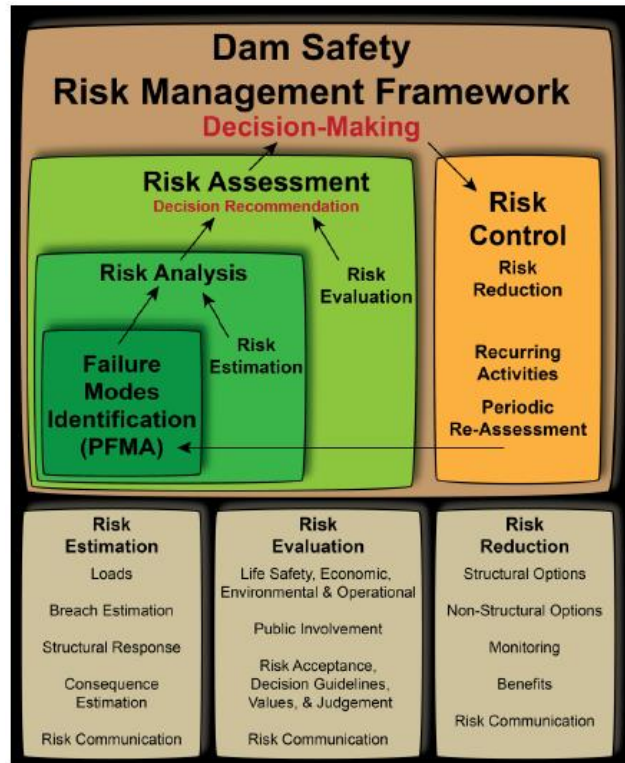 Dam Safety
Risk Management Framework
Decision-Making
Risk Assessment
Decision Recommendation
Risk Analysis
Risk
Evaluation
Risk
Estimation
Failure
Modes
Identification
(PFMA)
Risk
Control
Risk
Reduction
Recurring
Activities
Periodic
Re-Assessment
Risk
Estimation
Loads
Breach Estimation
Structural Response
Consequence
Estimation
Risk Communication
Risk
Evaluation
Life Safety, Economic,
Environmental & Operational
Public Involvement
Risk Acceptance,
Decision Guidelines,
Values, & Judgement
Risk Communication
Risk
Reduction
Structural Options
Non-Structural Options
Monitoring
Benefits
Risk Communication